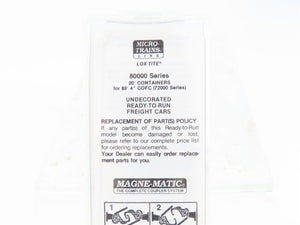 MICRO-
TRAINS
LINE
LOX-TITE®
80000 Series
20' CONTAINERS
for 89' 4" COFC (72000 Series)
UNDECORATED
READY-TO-RUN
FREIGHT CARS
REPLACEMENT OF PART(S) POLICY
If any part(s) of this Ready-to-Run
model become damaged or lost,
please refer to our complete price list
for ordering replacements.
Your Dealer can easily order replace-
ment parts for you.
MAGNE-MATIC®
THE COMPLETE COUPLER SYSTEM
1 2